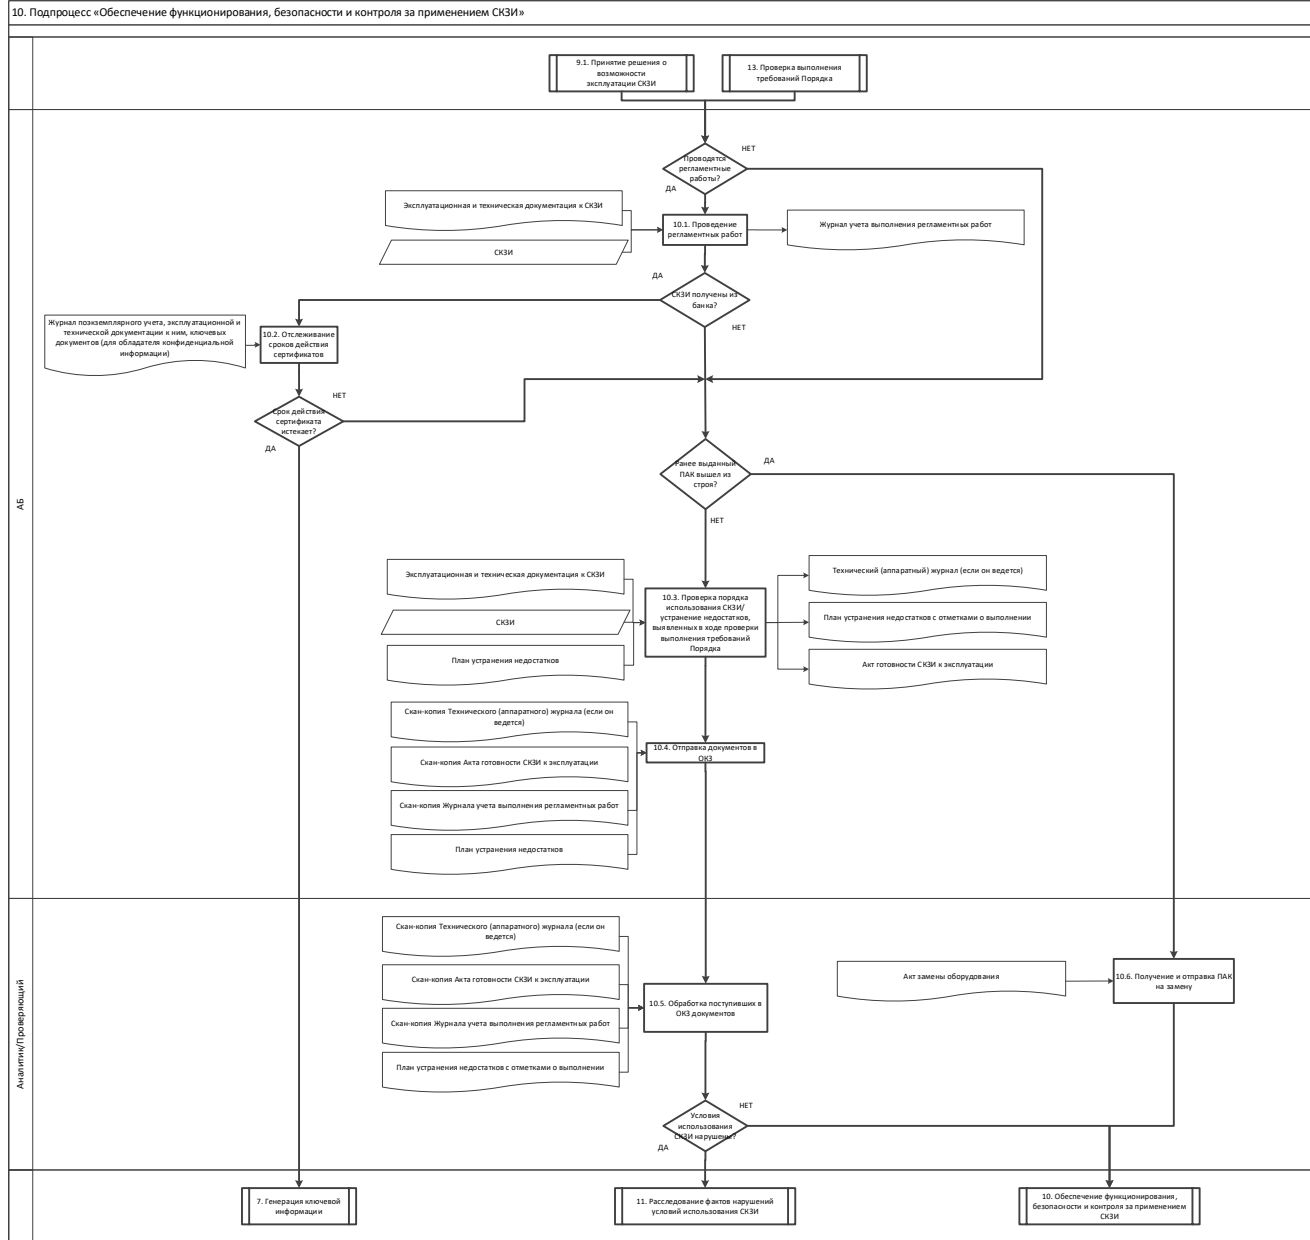 10. Подпроцесс «Обеспечение функционирования, безопасности и контроля за применением СКЗИ»
9.1. Принятие решения о
возможности
эксплуатации СКЗИ
13. Проверка выполнения
требований Порядка
АБ
Проводятся
регламентные
работы?
НЕТ
ДА
Эксплуатационная и техническая документация к СКЗИ
СКЗИ
10.1. Проведение
регламентных работ
Журнал учета выполнения регламентных работ
ДА
СКЗИ получены из
банка?
НЕТ
Журнал поэкземплярного учета, эксплуатационной и
технической документации к ним, ключевых
документов (для обладателя конфиденциальной
информации)
10.2. Отслеживание
сроков действия
сертификатов
НЕТ
Срок действия
сертификата
истекает?
ДА
Ранее выданный
ПАК вышел из
строя?
ДА
НЕТ
Эксплуатационная и техническая документация к СКЗИ
СКЗИ
План устранения недостатков
10.3. Проверка порядка
использования СКЗИ/
устранение недостатков,
выявленных в ходе проверки
выполнения требований
Порядка
Технический (аппаратный) журнал (если он ведется)
План устранения недостатков с отметками о выполнении
Акт готовности СКЗИ к эксплуатации
Скан-копия Технического (аппаратного) журнала (если он
ведется)
Скан-копия Акта готовности СКЗИ к эксплуатации
Скан-копия Журнала учета выполнения регламентных работ
План устранения недостатков
10.4. Отправка документов в
ОКЗ
Аналитик/Проверяющий
Скан-копия Технического (аппаратного) журнала (если он
ведется)
Скан-копия Акта готовности СКЗИ к эксплуатации
Скан-копия Журнала учета выполнения регламентных работ
План устранения недостатков с отметками о выполнении
10.5. Обработка поступивших в
ОКЗ документов
Акт замены оборудования
10.6. Получение и отправка ПАК
на замену
Условия
использования
СКЗИ нарушены?
НЕТ
ДА
7. Генерация ключевой
информации
11. Расследование фактов нарушений
условий использования СКЗИ
10. Обеспечение функционирования,
безопасности и контроля за применением
СКЗИ